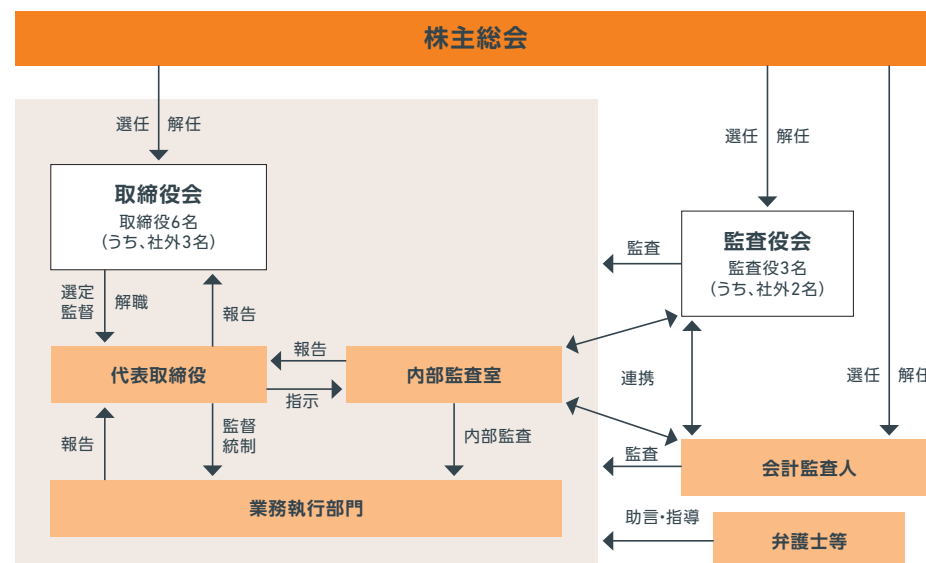 株主総会
選任
解任
選任
解任
取締役会
取締役6名
(うち、社外3名)
監査役会
監査役3名
(うち、社外2名)
監査
選定
監督
解職
報告
報告
代表取締役
内部監査室
指示
連携
選任
解任
報告
監督
統制
内部監査
監査
会計監査人
業務執行部門
助言・指導
弁護士等